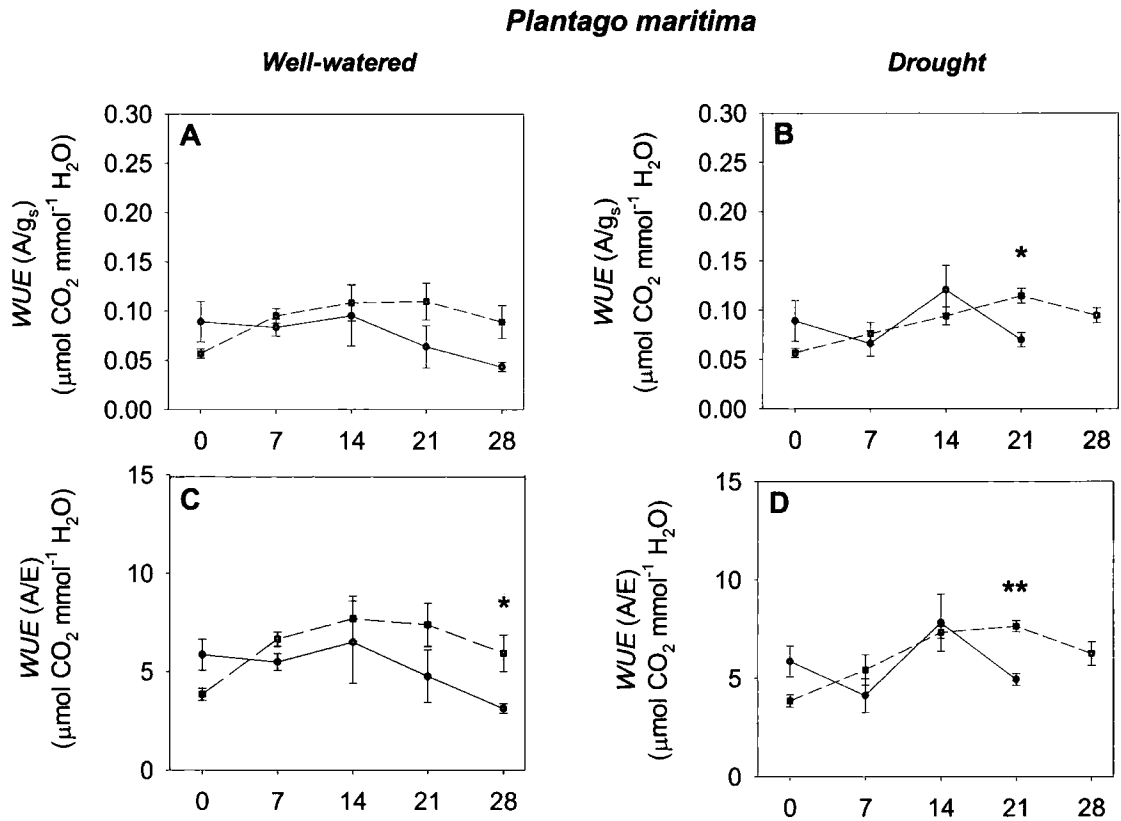 Plantago maritima
Well-watered
Drought
A
WUE (A/gs)
(μmol CO2 mmol-1 H2O)
0.30
0.25
0.20
0.15
0.10
0.05
0.00
0 7 14 21 28
B
WUE (A/gs)
(μmol CO2 mmol-1 H2O)
0.30
0.25
0.20
0.15
0.10
0.05
0.00
*
0 7 14 21 28
C
WUE (A/E)
(μmol CO2 mmol-1 H2O)
15
10
5
0
*
0 7 14 21 28
D
WUE (A/E)
(μmol CO2 mmol-1 H2O)
15
10
5
0
**
0 7 14 21 28